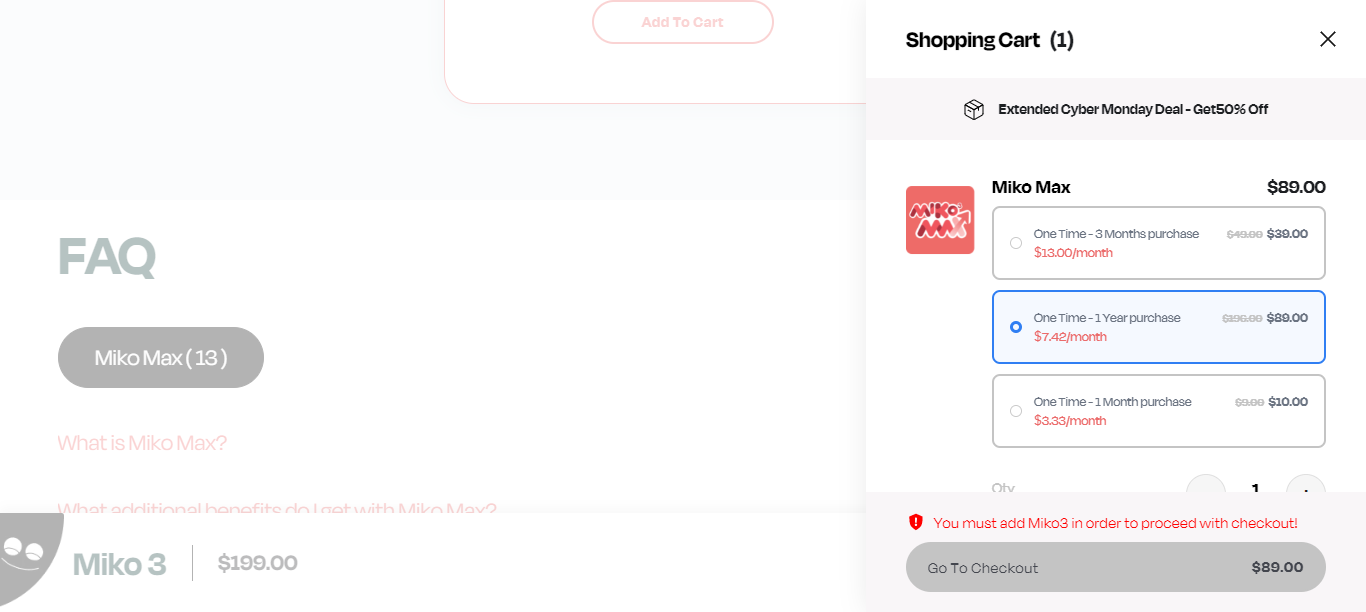 Add To Cart
FAQ
Miko Max ( 13 )
What is Miko Max?
What additional benefits do I get with Miko Max?
Miko 3
$199.00
Shopping Cart (1)
Extended Cyber Monday Deal - Get50% Off
MIKO MAX
Miko Max $89.00
One Time - 3 Months purchase $49.00 $39.00
$13.00/month
One Time - 1 Year purchase $196.00 $89.00
$7.42/month
One Time - 1 Month purchase $9.00 $10.00
$3.33/month
Qty 1
You must add Miko3 in order to proceed with checkout!
Go To Checkout $89.00